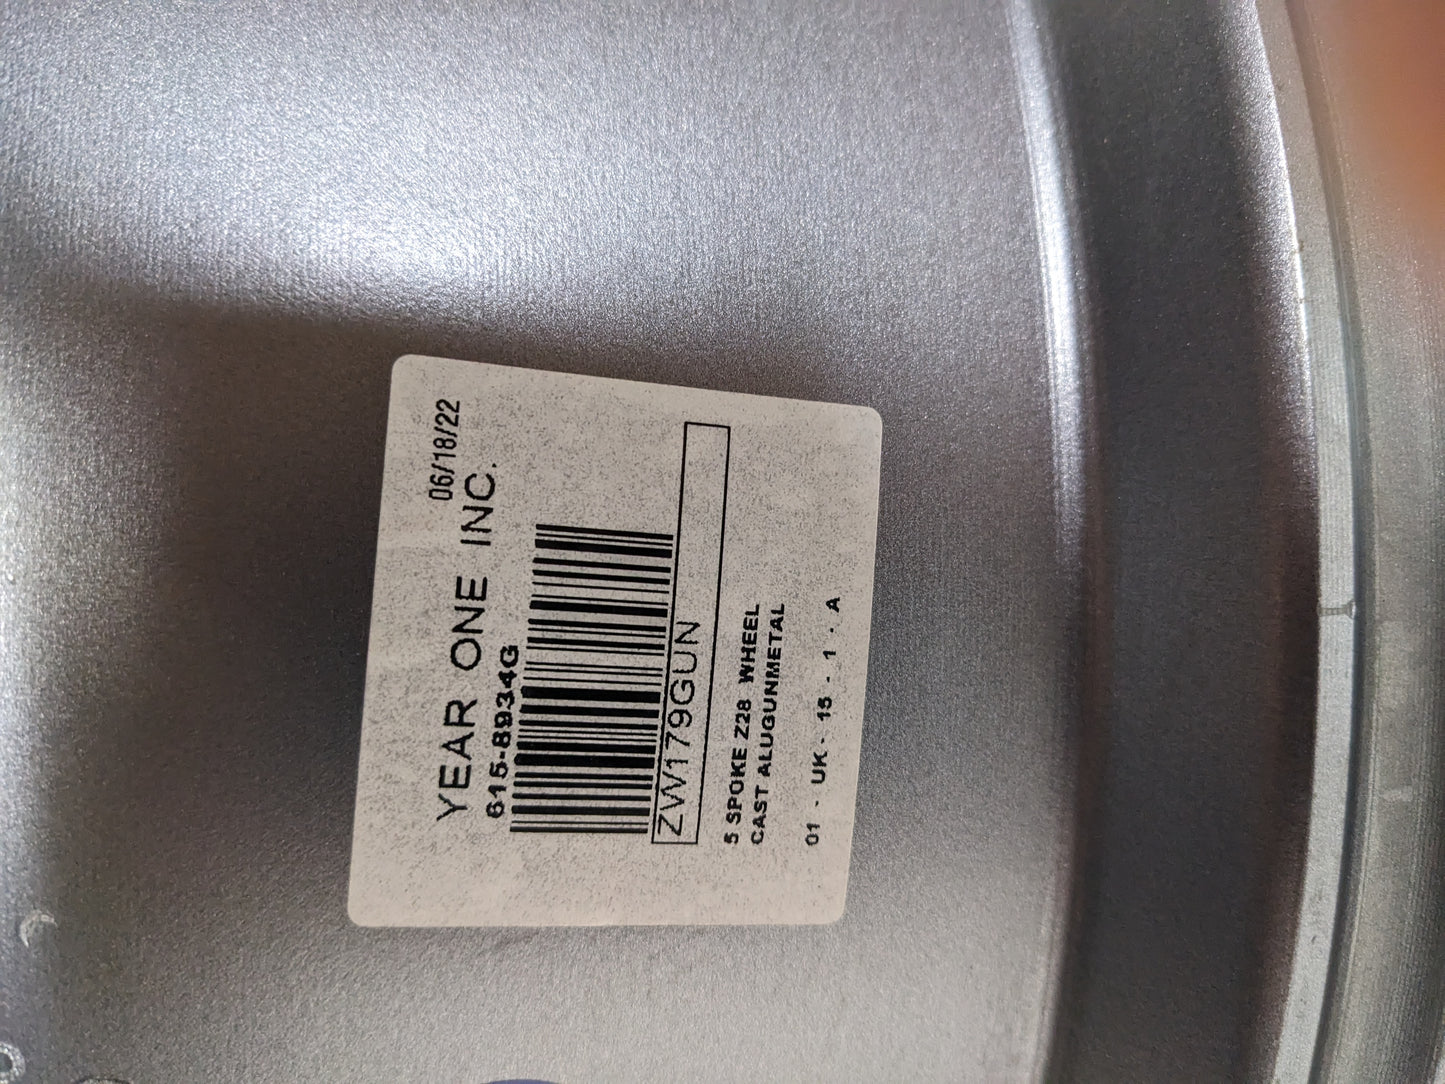 06/18/22
YEAR ONE INC.
615-8934G
ZW179GUN
5 SPOKE Z28 WHEEL
CAST ALUGUNMETAL
01 - UK - 15 - 1 - A